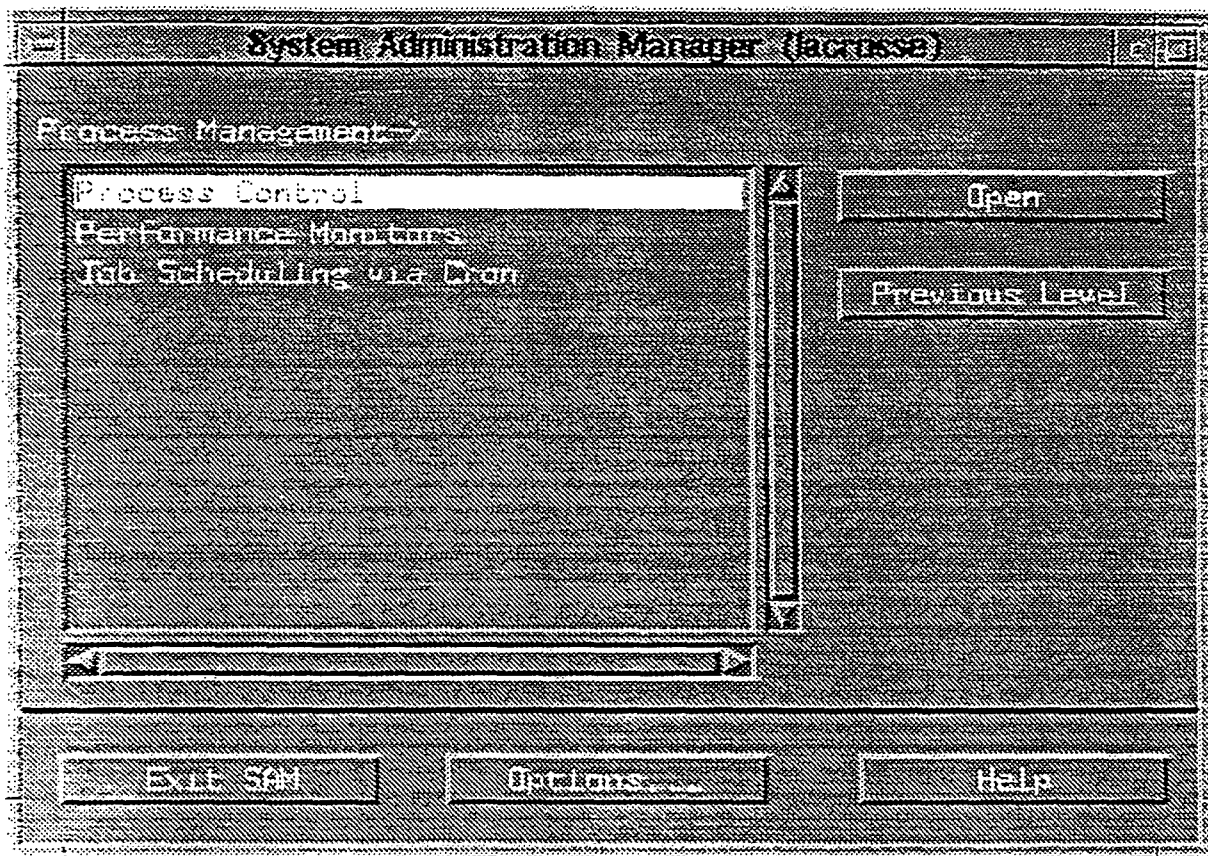 System Administration Manager (lacrosse)
Process Management->
Process Control
Open
Performance Monitors
Job Scheduling via Cron
Previous Level
Exit SAM
Options...
Help